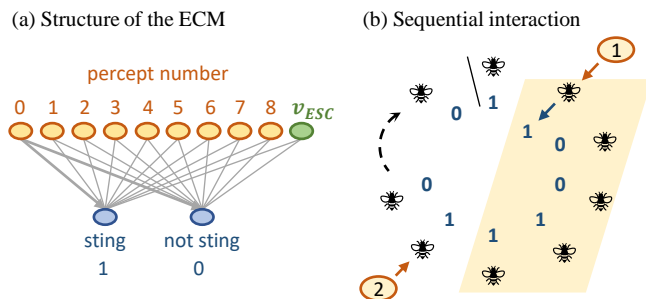 (a) Structure of the ECM
percept number
0 1 2 3 4 5 6 7 8 v_ESC
sting not sting
1 0
(b) Sequential interaction
1
0 1 1
0
0 0
1 1 1
2